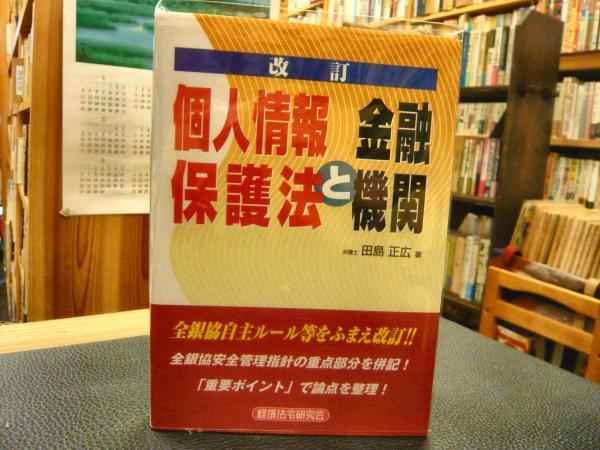 改訂
個人情報
保護法
と
金融
機関
弁護士 田島 正広 著
全銀協自主ルール等をふまえ改訂!!
全銀協安全管理指針の重点部分を併記!
「重要ポイント」で論点を整理!
経済法令研究会